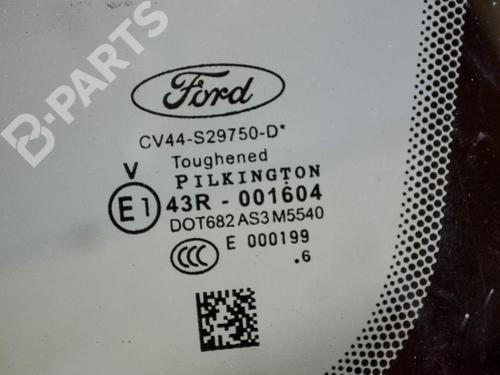 B-PARTS
Ford
CV44-S29750-D*
V Toughened
PILKINGTON
E1 43R - 001604
DOT682 AS3 M5540
CCC E 000199
.6